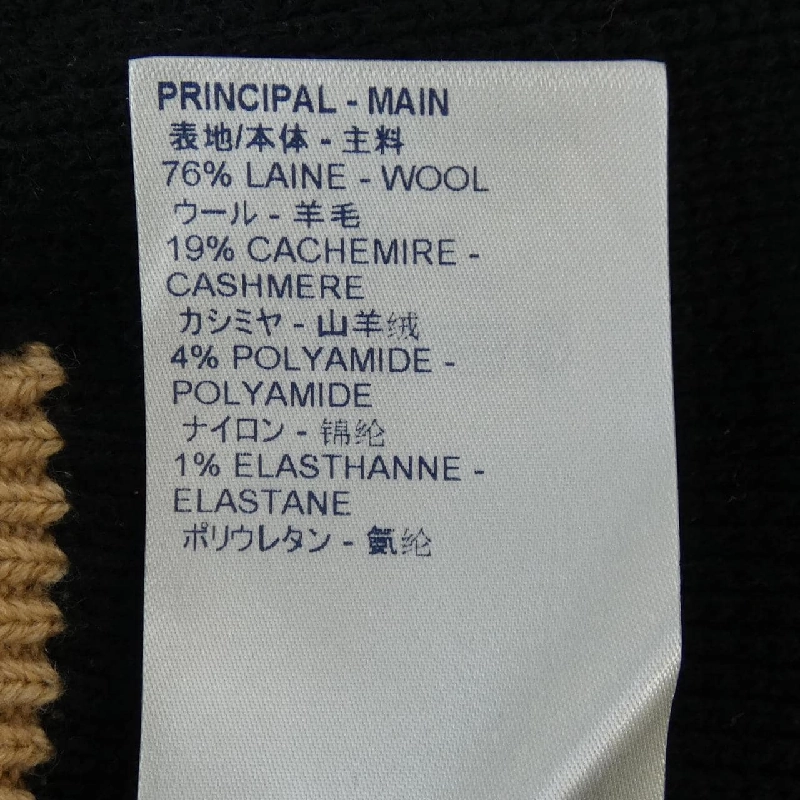 PRINCIPAL - MAIN
表地/本体 - 主料
76% LAINE - WOOL
ウール - 羊毛
19% CACHEMIRE -
CASHMERE
カシミヤ - 山羊绒
4% POLYAMIDE -
POLYAMIDE
ナイロン - 锦纶
1% ELASTHANNE -
ELASTANE
ポリウレタン - 氨纶